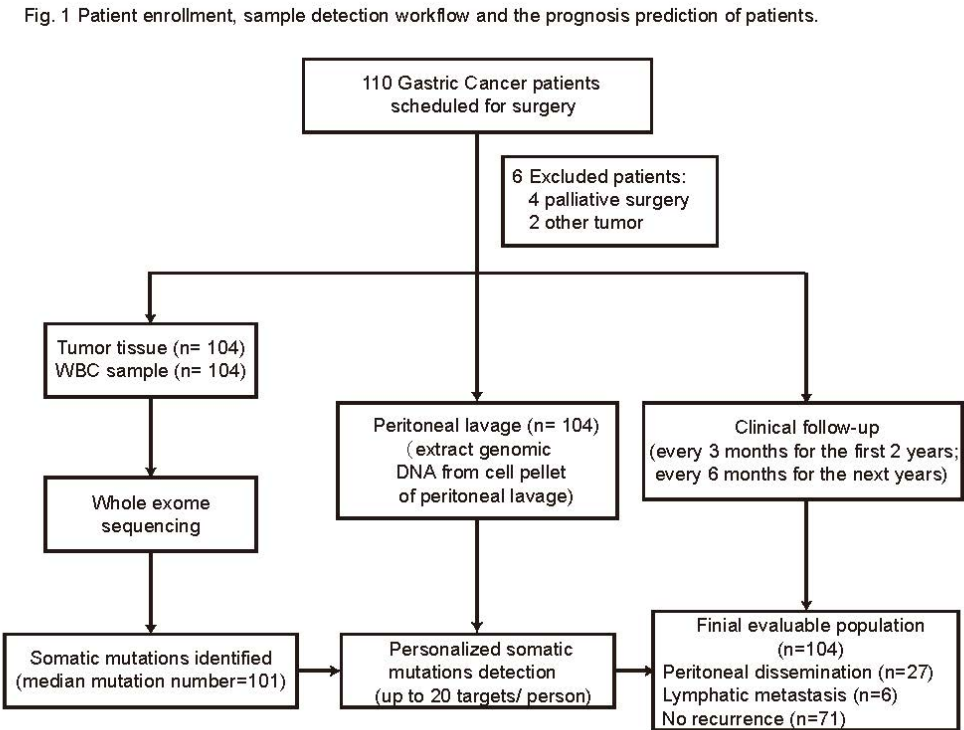 Fig. 1 Patient enrollment, sample detection workflow and the prognosis prediction of patients.
110 Gastric Cancer patients
scheduled for surgery
6 Excluded patients:
4 palliative surgery
2 other tumor
Tumor tissue (n= 104)
WBC sample (n= 104)
Whole exome
sequencing
Somatic mutations identified
(median mutation number=101)
Peritoneal lavage (n= 104)
(extract genomic
DNA from cell pellet
of peritoneal lavage)
Personalized somatic
mutations detection
(up to 20 targets/ person)
Clinical follow-up
(every 3 months for the first 2 years;
every 6 months for the next years)
Finial evaluable population
(n=104)
Peritoneal dissemination (n=27)
Lymphatic metastasis (n=6)
No recurrence (n=71)